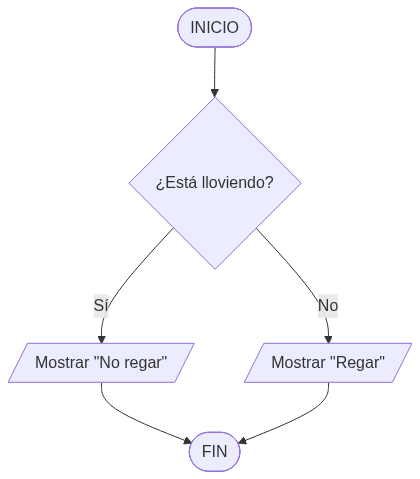 INICIO
¿Está lloviendo?
Sí
No
Mostrar "No regar"
Mostrar "Regar"
FIN